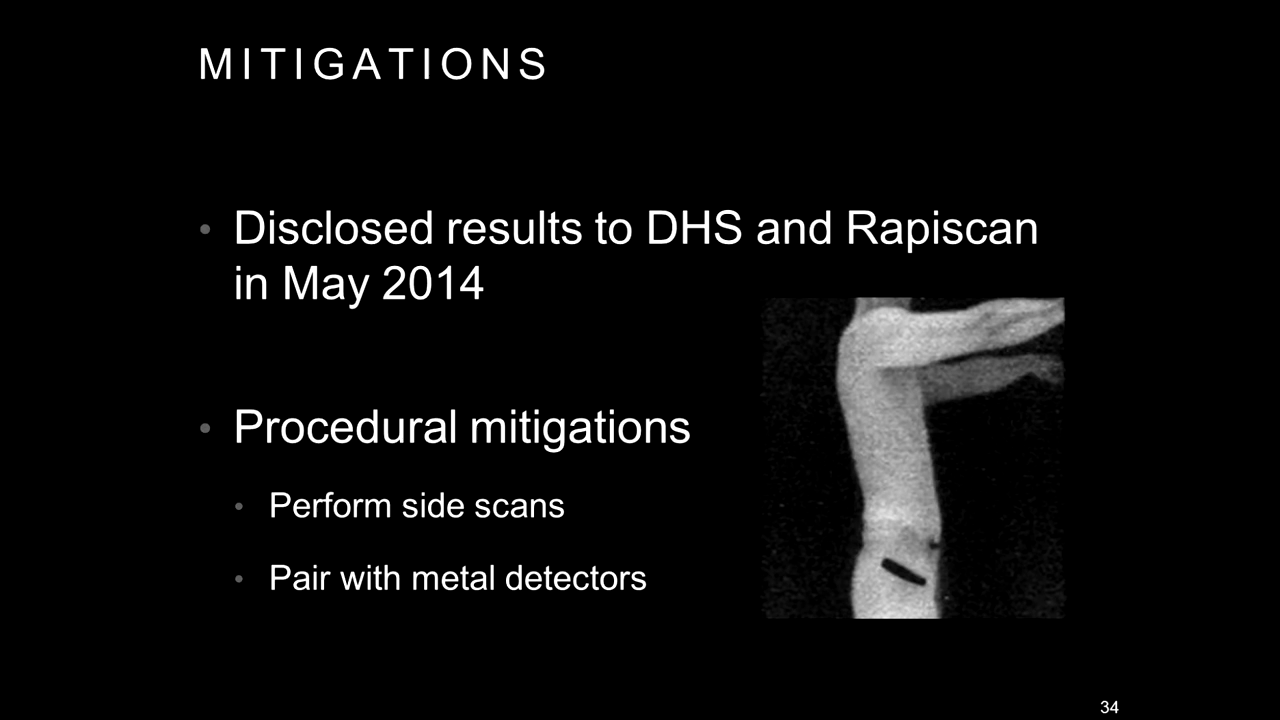 MITIGATIONS
• Disclosed results to DHS and Rapiscan
in May 2014
• Procedural mitigations
• Perform side scans
• Pair with metal detectors
34